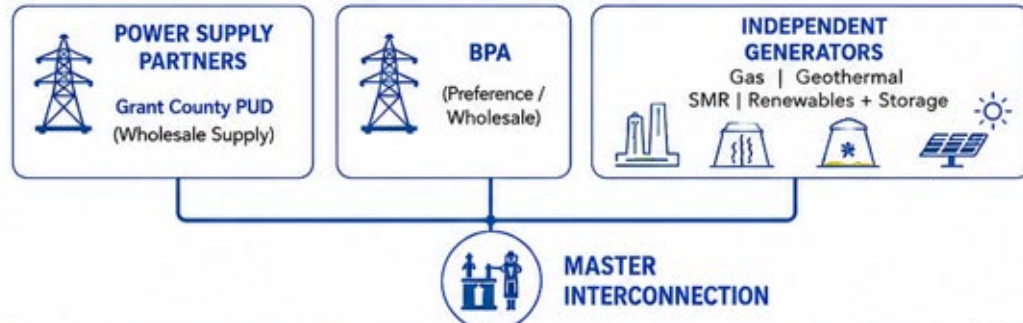 POWER SUPPLY
PARTNERS
Grant County PUD
(Wholesale Supply)
BPA
(Preference /
Wholesale)
INDEPENDENT
GENERATORS
Gas | Geothermal
SMR | Renewables + Storage
MASTER
INTERCONNECTION